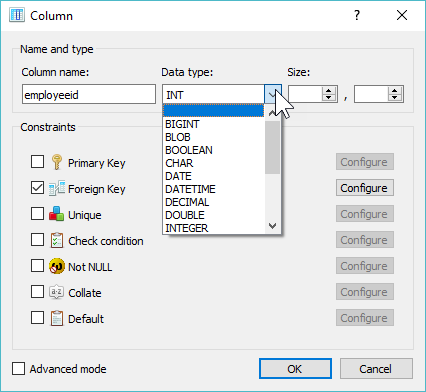 Column
?
Name and type
Column name: Data type: Size:
employeeid INT ,
BIGINT
BLOB
BOOLEAN
CHAR
DATE
DATETIME
DECIMAL
DOUBLE
INTEGER
Constraints
Primary Key Configure
Foreign Key Configure
Unique Configure
Check condition Configure
Not NULL Configure
a-z Collate Configure
Default Configure
Advanced mode OK Cancel